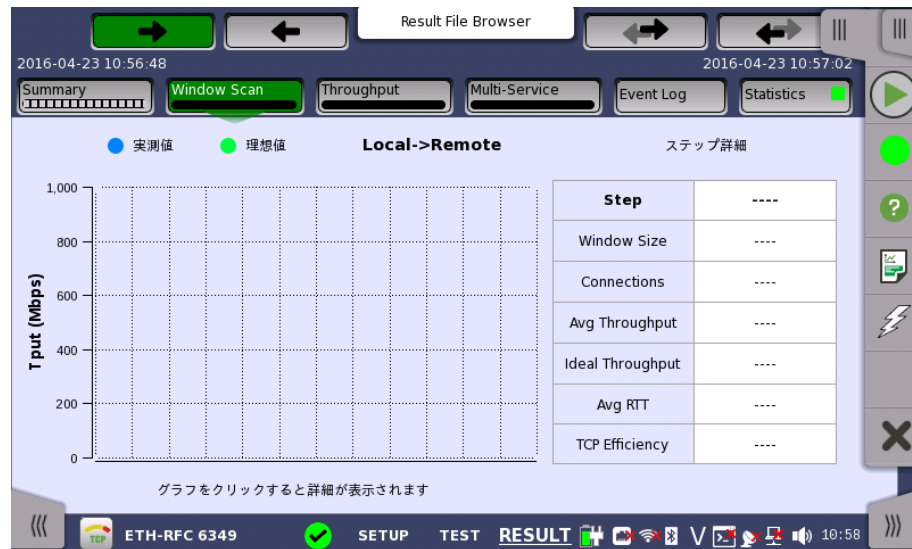 Result File Browser
2016-04-23 10:56:48
2016-04-23 10:57:02
Summary
Window Scan
Throughput
Multi-Service
Event Log
Statistics
実測値
理想値
Local->Remote
ステップ詳細
Tput (Mbps)
1,000
800
600
400
200
0
Step ----
Window Size ----
Connections ----
Avg Throughput ----
Ideal Throughput ----
Avg RTT ----
TCP Efficiency ----
グラフをクリックすると詳細が表示されます
TCP
ETH-RFC 6349
SETUP
TEST
RESULT
V
10:58